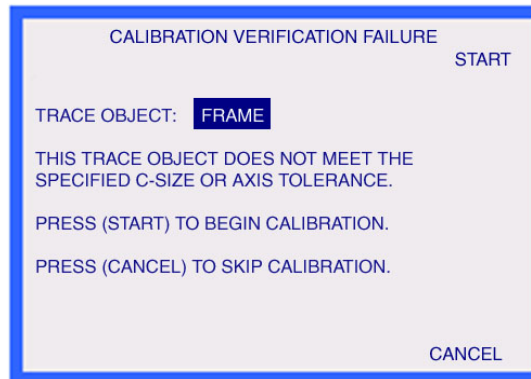 CALIBRATION VERIFICATION FAILURE
START
TRACE OBJECT: FRAME
THIS TRACE OBJECT DOES NOT MEET THE
SPECIFIED C-SIZE OR AXIS TOLERANCE.
PRESS (START) TO BEGIN CALIBRATION.
PRESS (CANCEL) TO SKIP CALIBRATION.
CANCEL